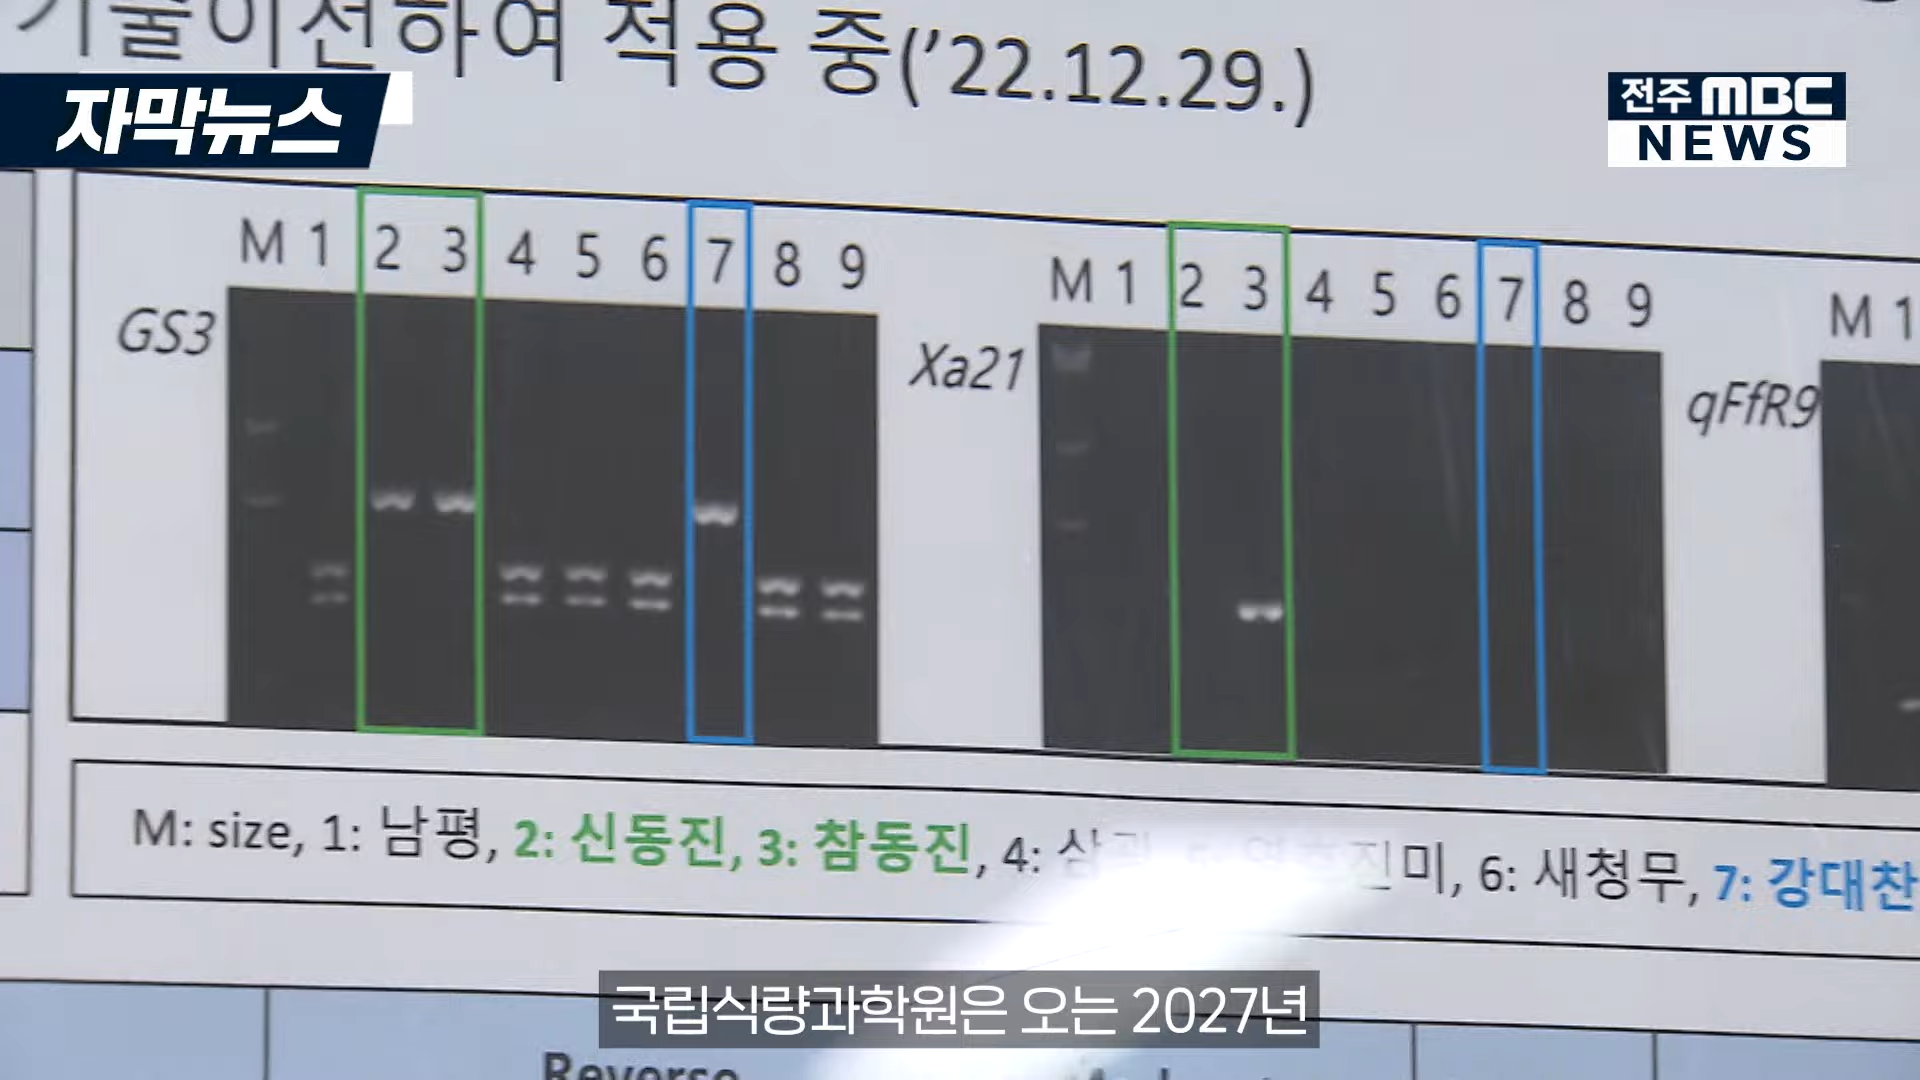 기술이전하여 적용 중('22.12.29.)
자막뉴스
전주 MBC
NEWS
M 1 2 3 4 5 6 7 8 9
GS3
M 1 2 3 4 5 6 7 8 9
Xa21
M 1
qFfR9
M: size, 1: 남평, 2: 신동진, 3: 참동진, 4: 6: 새청무, 7: 강대찬
국립식량과학원은 오는 2027년
Reverse